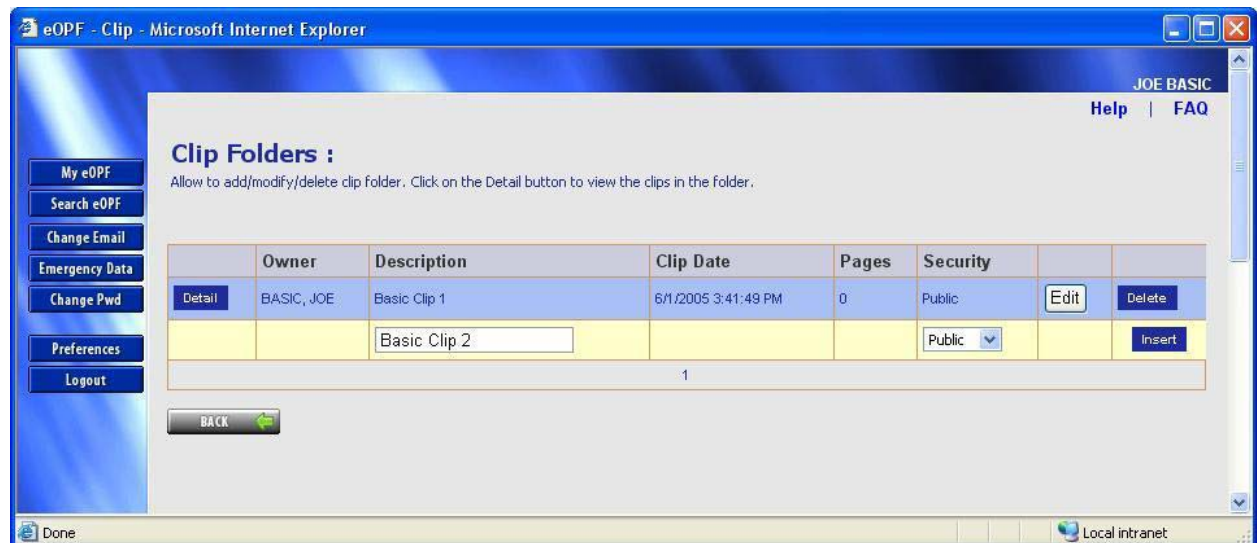 eOPF - Clip - Microsoft Internet Explorer
JOE BASIC
Help | FAQ
Clip Folders :
Allow to add/modify/delete clip folder. Click on the Detail button to view the clips in the folder.
My eOPF
Search eOPF
Change Email
Emergency Data
Change Pwd
Preferences
Logout
Owner Description Clip Date Pages Security
Detail BASIC, JOE Basic Clip 1 6/1/2005 3:41:49 PM 0 Public Edit Delete
Basic Clip 2 Public Insert
1
BACK
Done Local intranet